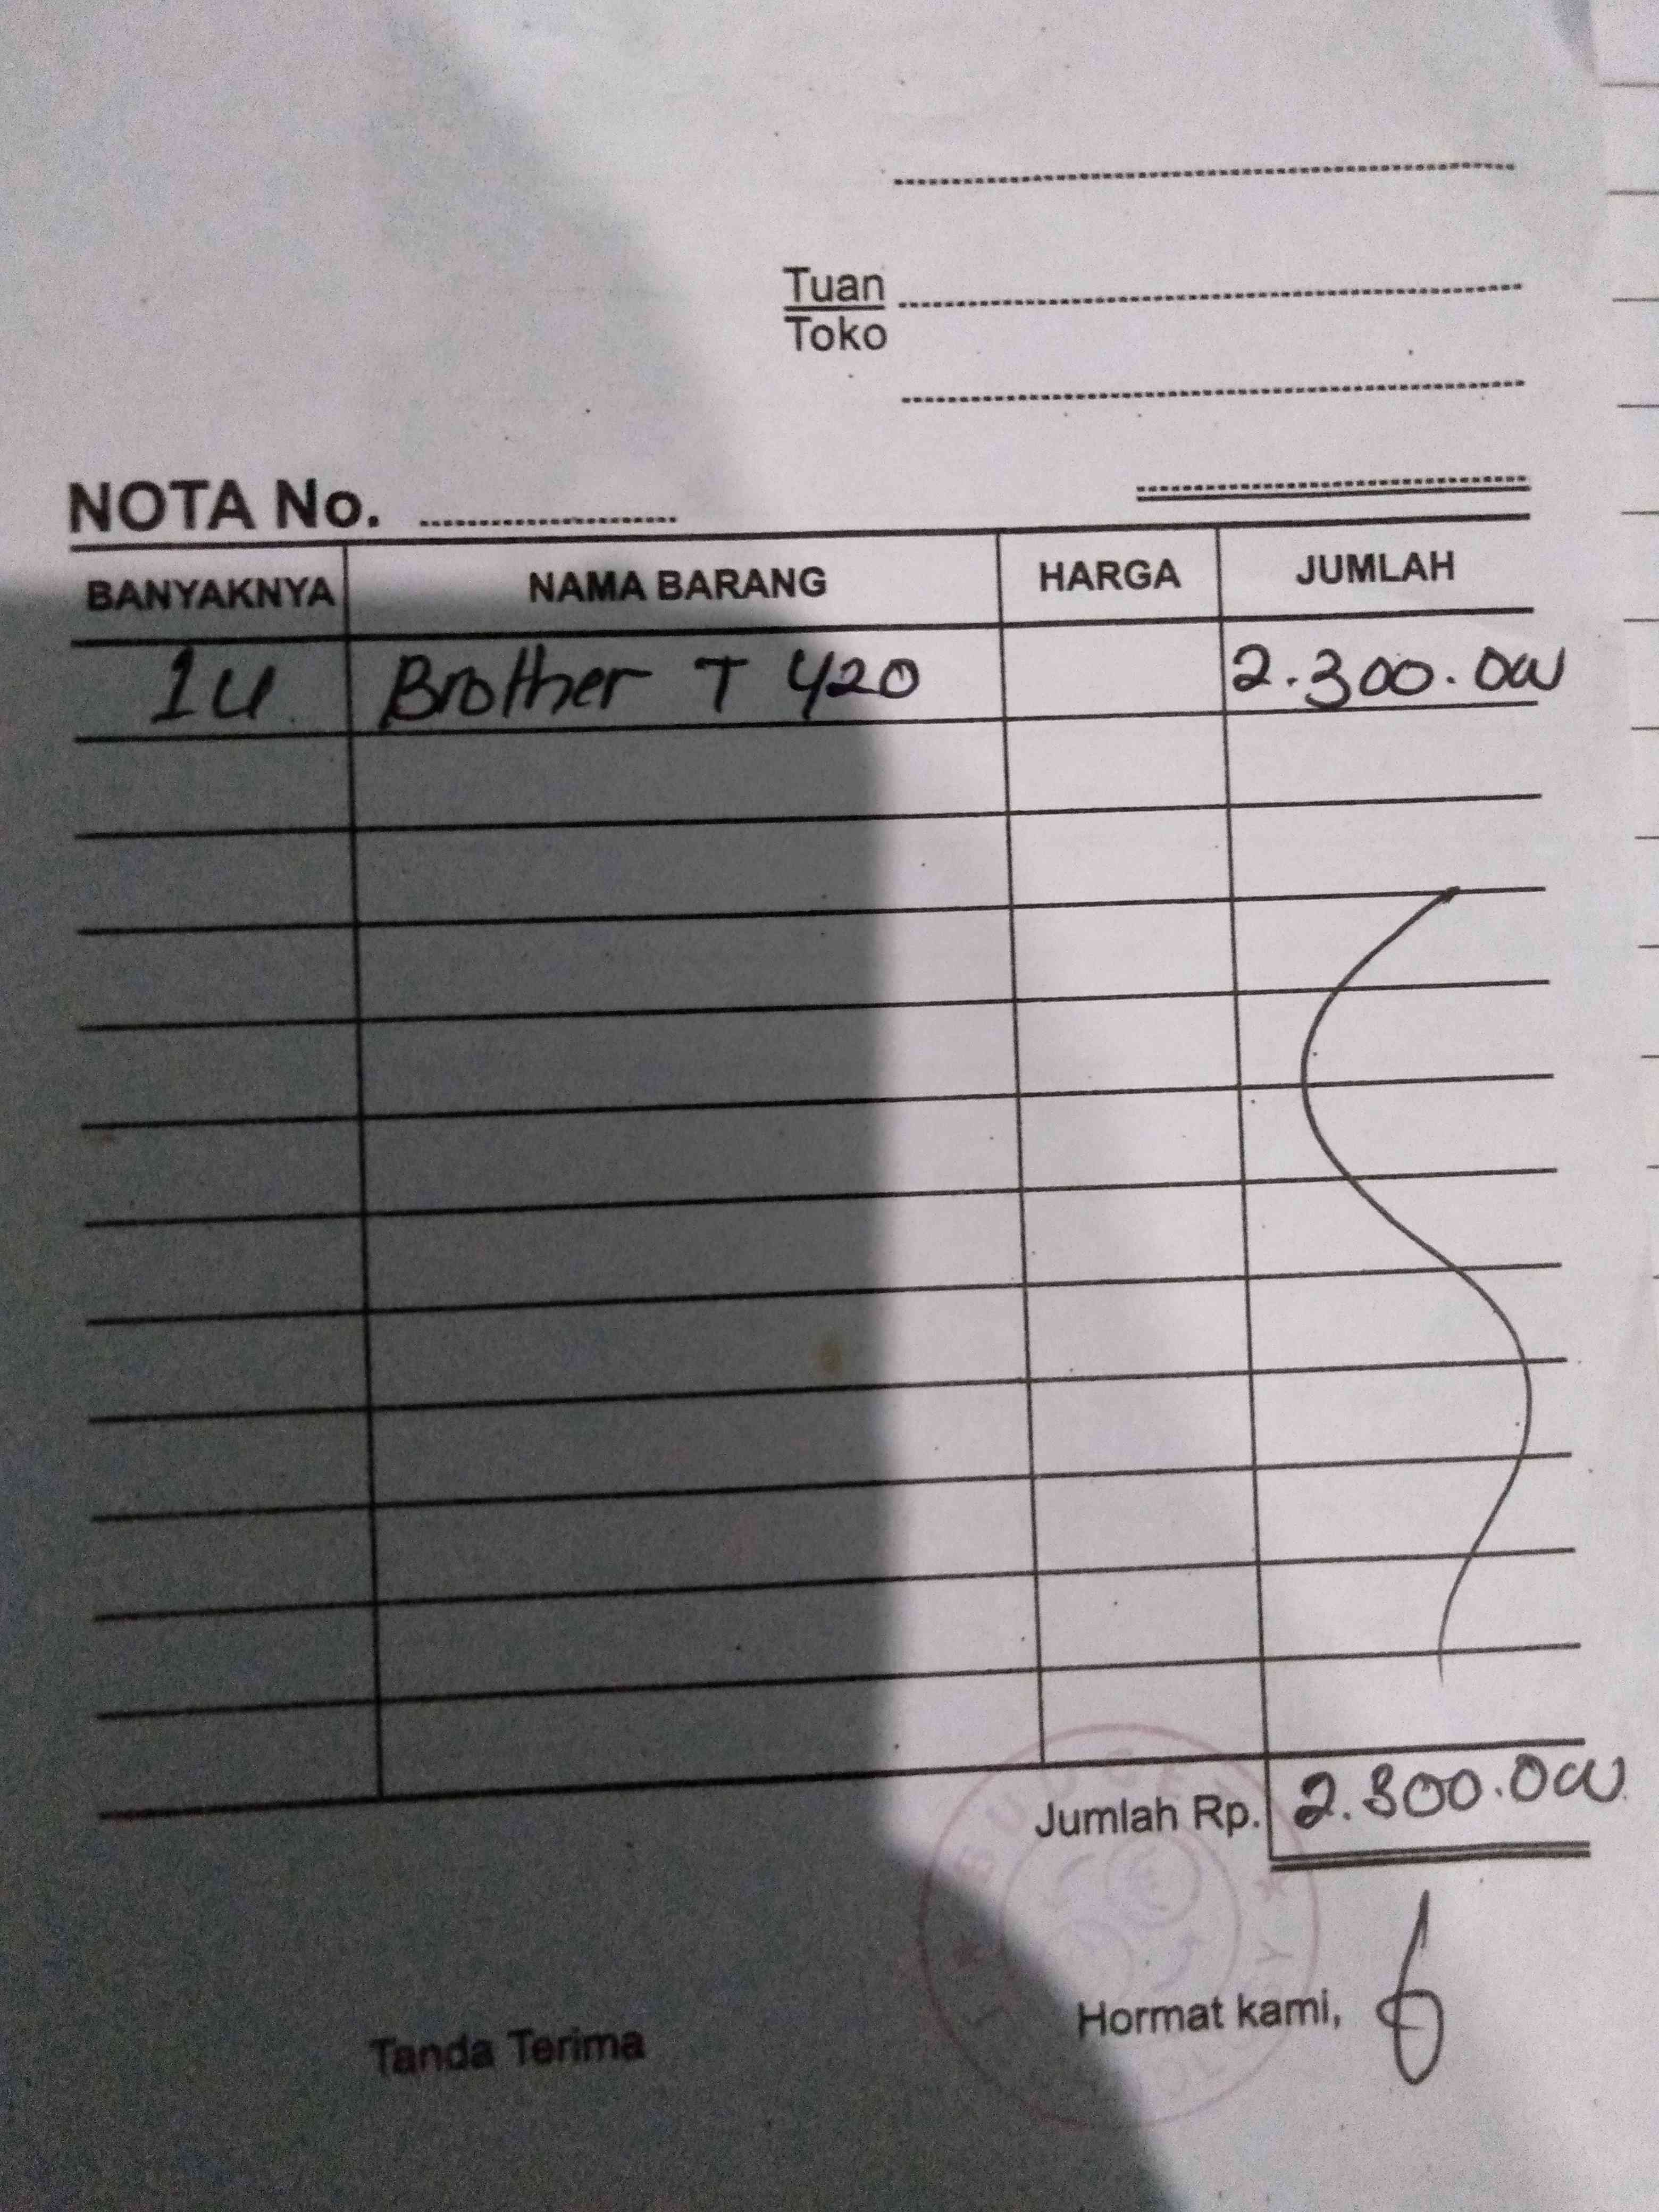 Tuan
Toko
NOTA No.
BANYAKNYA NAMA BARANG HARGA JUMLAH
1 U Brother T 420 2.300.000
Jumlah Rp. 2.300.000
Tanda Terima Hormat kami,